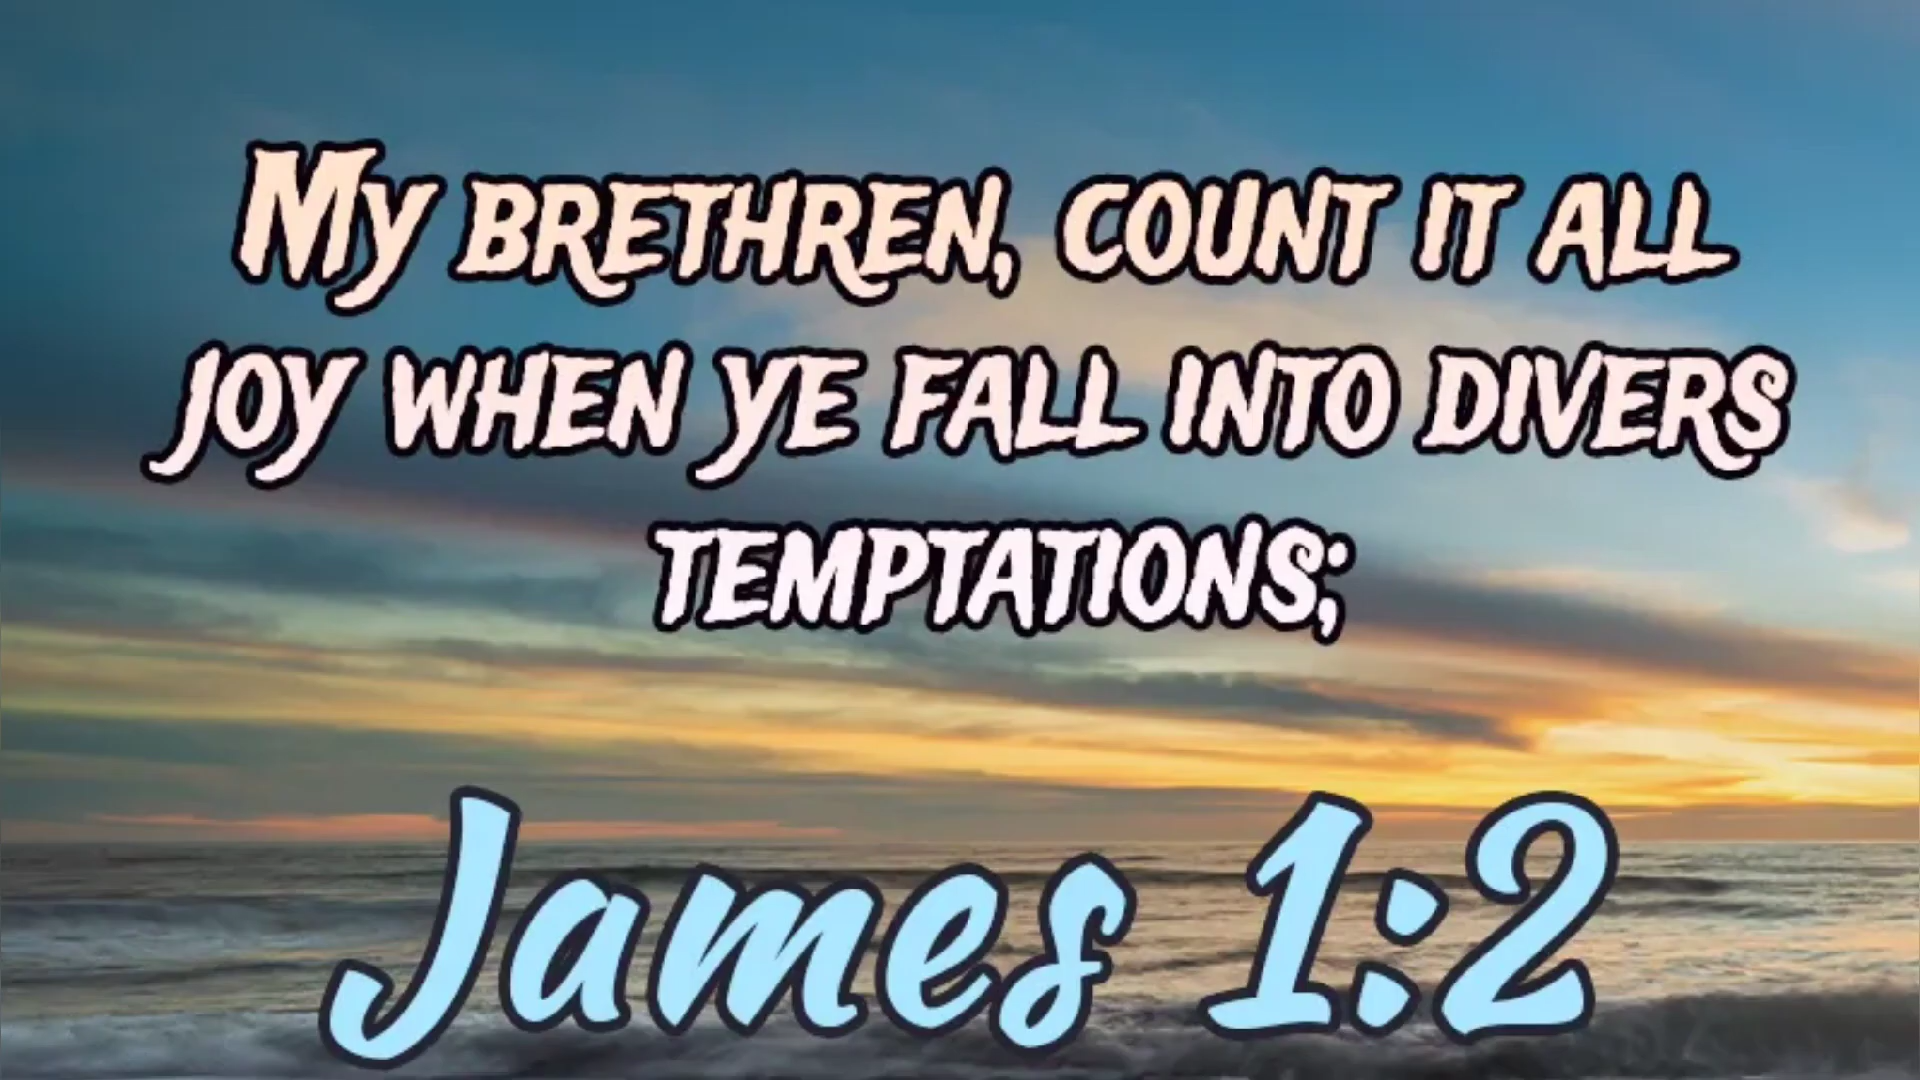 My brethren, count it all
joy when ye fall into divers
temptations;
James 1:2